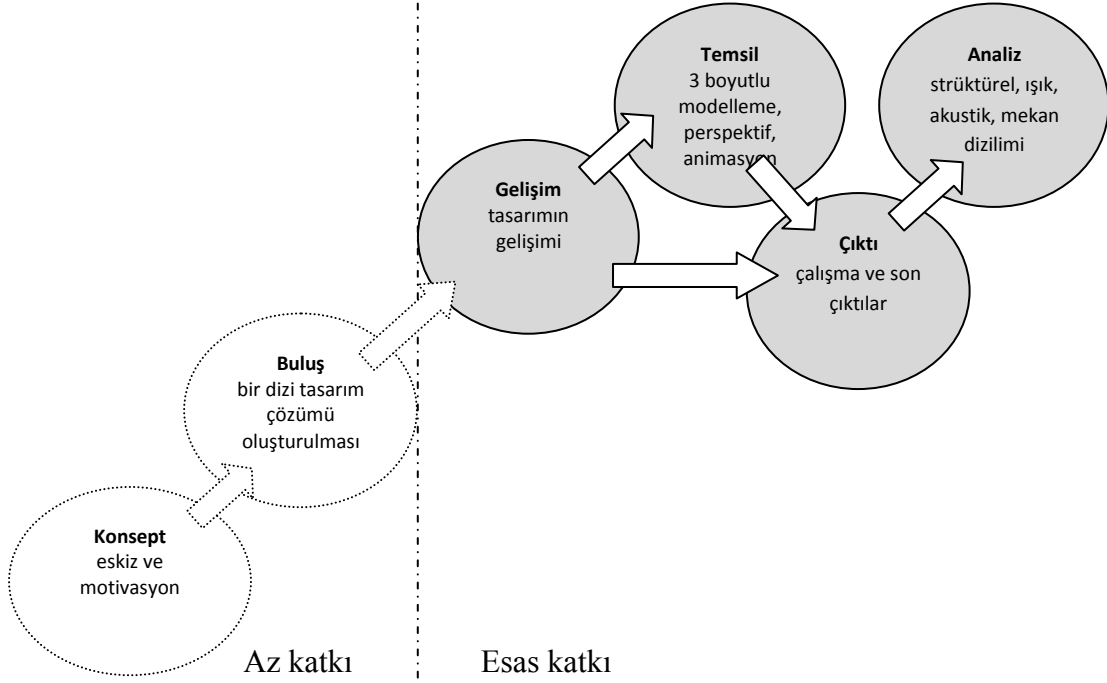 Temsil
3 boyutlu
modelleme,
perspektif,
animasyon
Analiz
strüktürel, ışık,
akustik, mekan
dizilimi
Gelişim
tasarımın
gelişimi
Çıktı
çalışma ve son
çıktılar
Buluş
bir dizi tasarım
çözümü
oluşturulması
Konsept
eskiz ve
motivasyon
Az katkı
Esas katkı